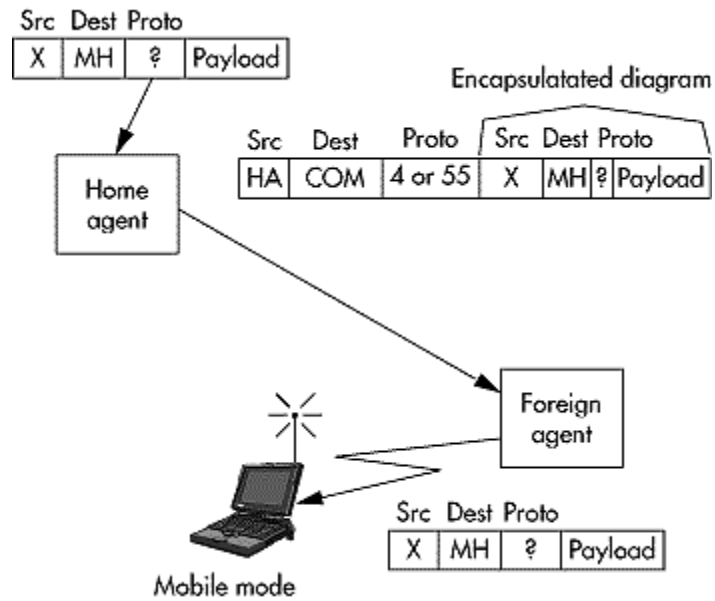 Src Dest Proto
X MH ? Payload
Encapsulatated diagram
Src Dest Proto Src Dest Proto
HA COM 4 or 55 X MH ? Payload
Home
agent
Foreign
agent
Src Dest Proto
X MH ? Payload
Mobile mode